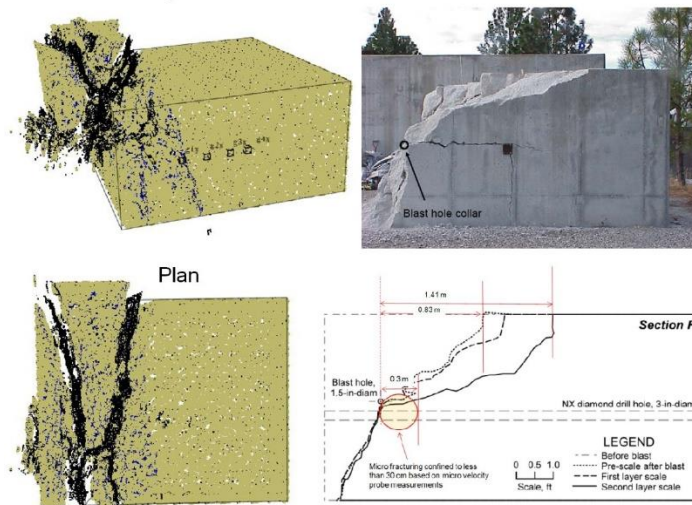 Blast hole collar
Plan
1.41 m
0.83 m
Section F
0.3 m
Blast hole,
1.5-in-diam
NX diamond drill hole, 3-in-diam
Micro fracturing confined to less
than 30 cm based on micro velocity
probe measurements
0 0.5 1.0
Scale, ft
LEGEND
Before blast
Pre-scale after blast
First layer scale
Second layer scale